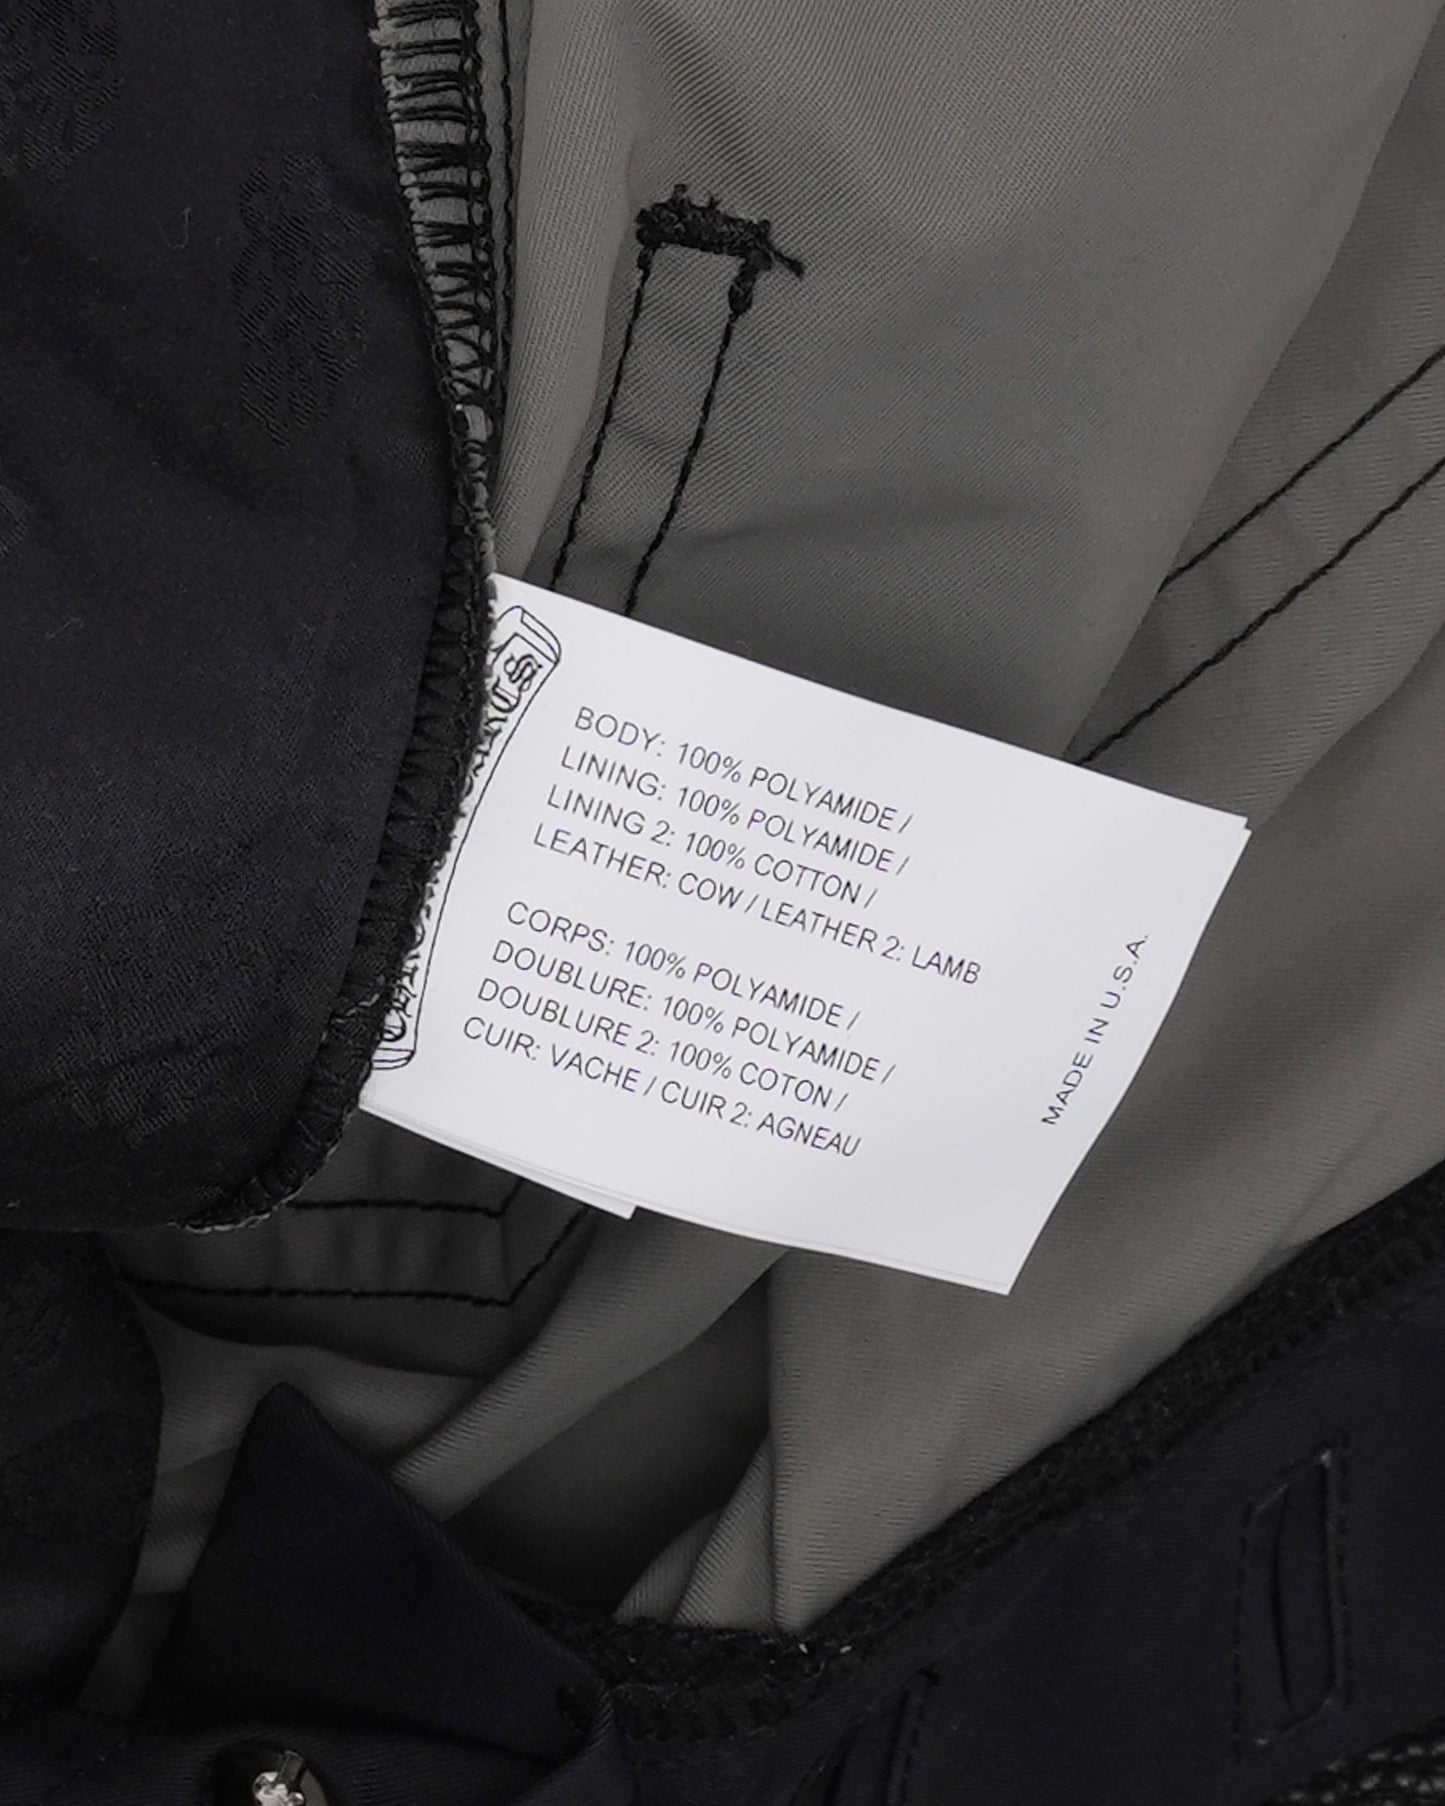 BODY: 100% POLYAMIDE /
LINING: 100% POLYAMIDE /
LINING 2: 100% COTTON /
LEATHER: COW / LEATHER 2: LAMB
CORPS: 100% POLYAMIDE /
DOUBLURE: 100% POLYAMIDE /
DOUBLURE 2: 100% COTON /
CUIR: VACHE / CUIR 2: AGNEAU
MADE IN U.S.A.